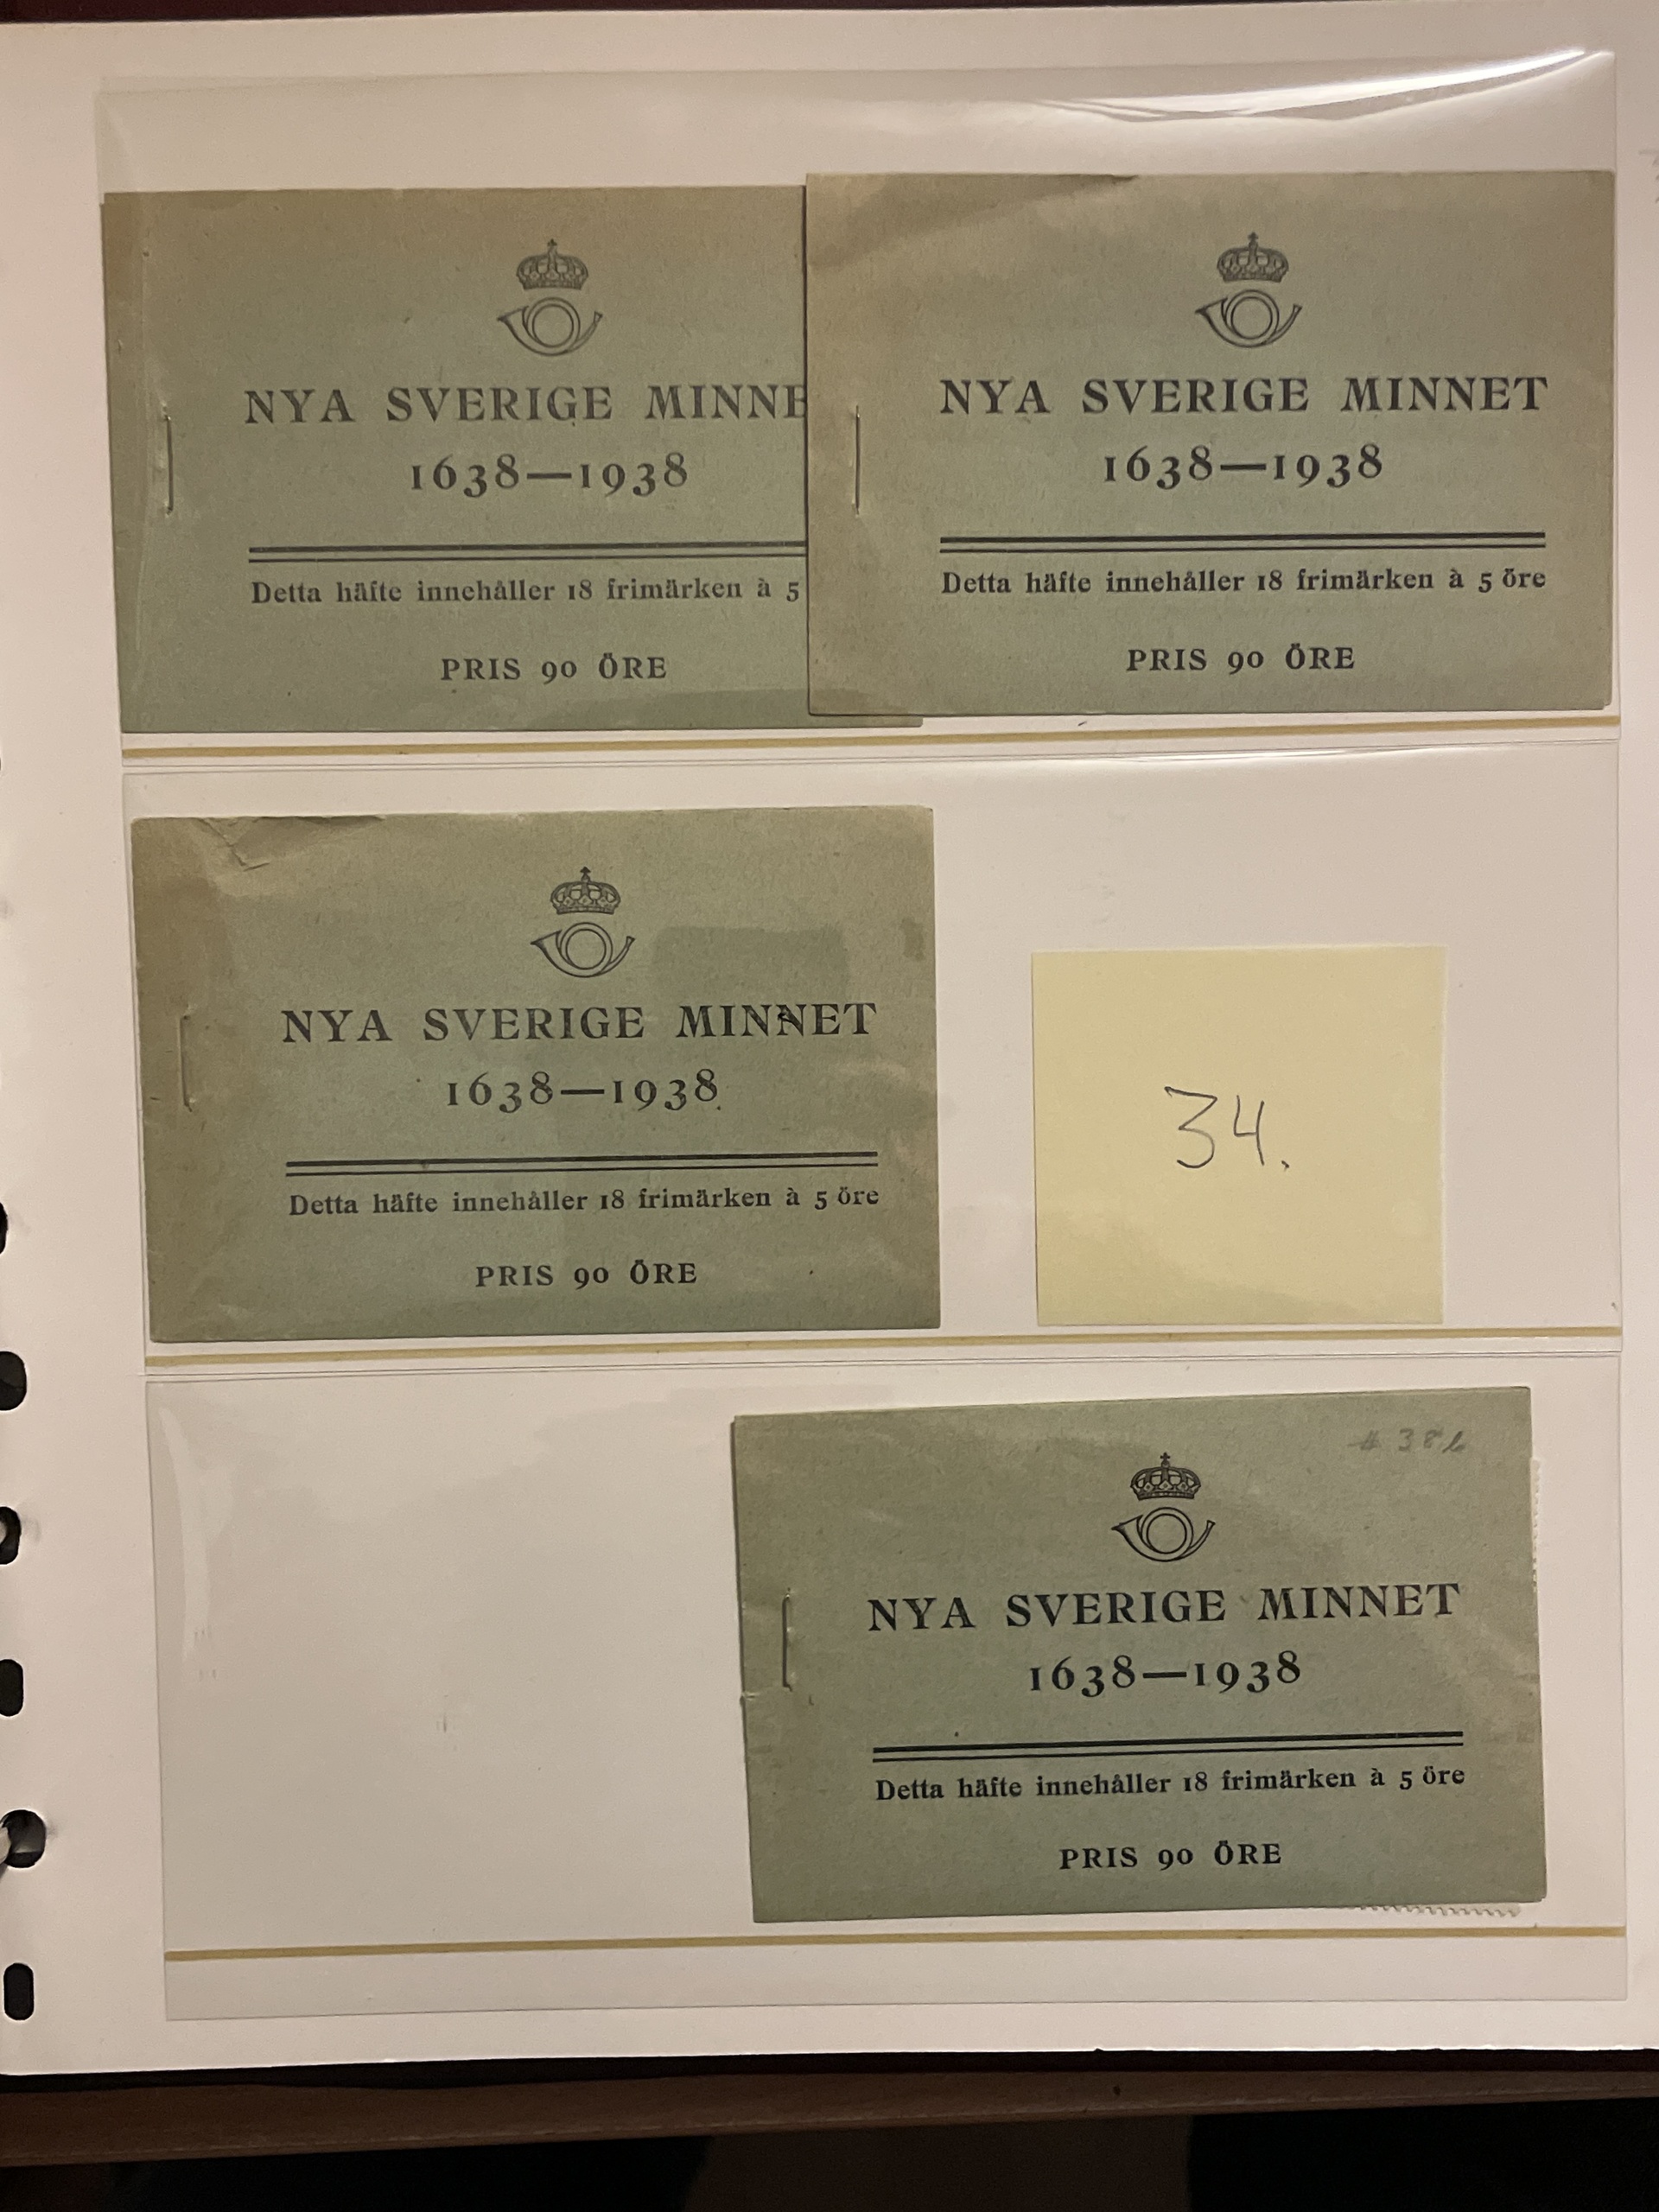 NYA SVERIGE MINNE
1638—1938
Detta häfte innehåller 18 frimärken à 5
PRIS 90 ÖRE
NYA SVERIGE MINNET
1638—1938
Detta häfte innehåller 18 frimärken à 5 öre
PRIS 90 ÖRE
NYA SVERIGE MINNET
1638—1938
Detta häfte innehåller 18 frimärken à 5 öre
PRIS 90 ÖRE
34.
# 38b
NYA SVERIGE MINNET
1638—1938
Detta häfte innehåller 18 frimärken à 5 öre
PRIS 90 ÖRE